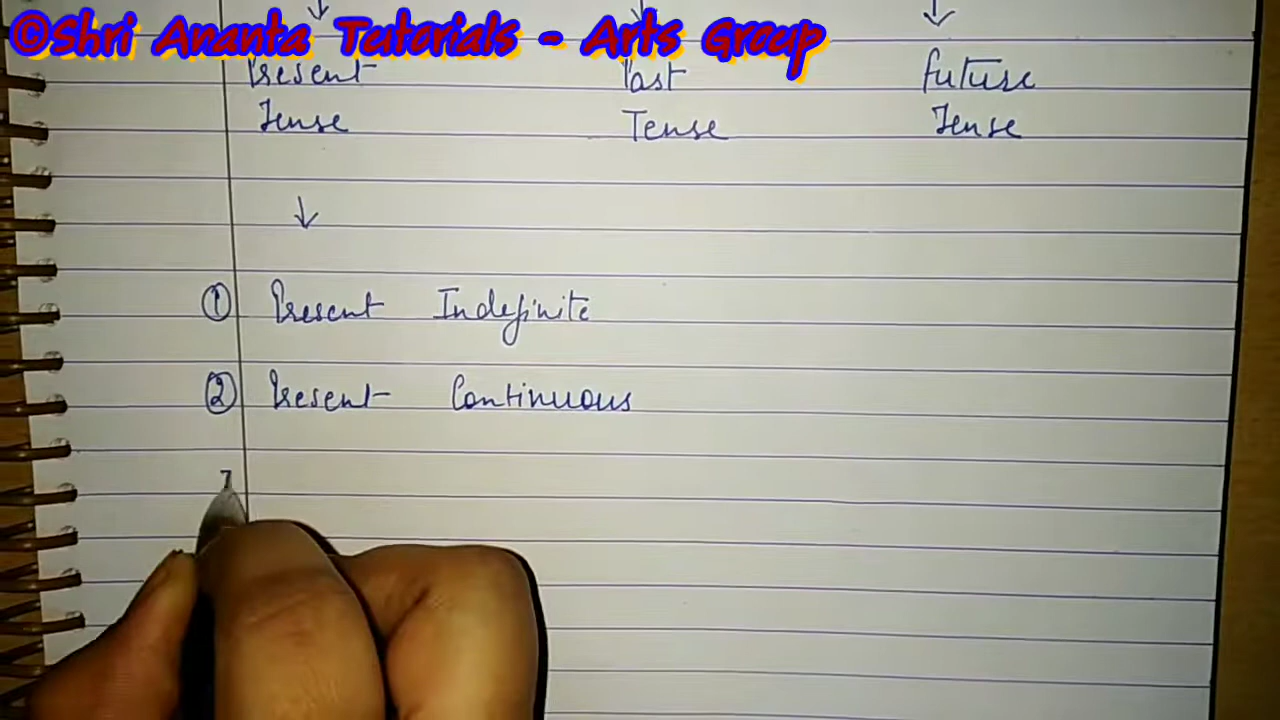 ©Shri Ananta Tutorials - Arts Group
Present Past future
Tense Tense Tense
① Present Indefinite
② Present Continuous